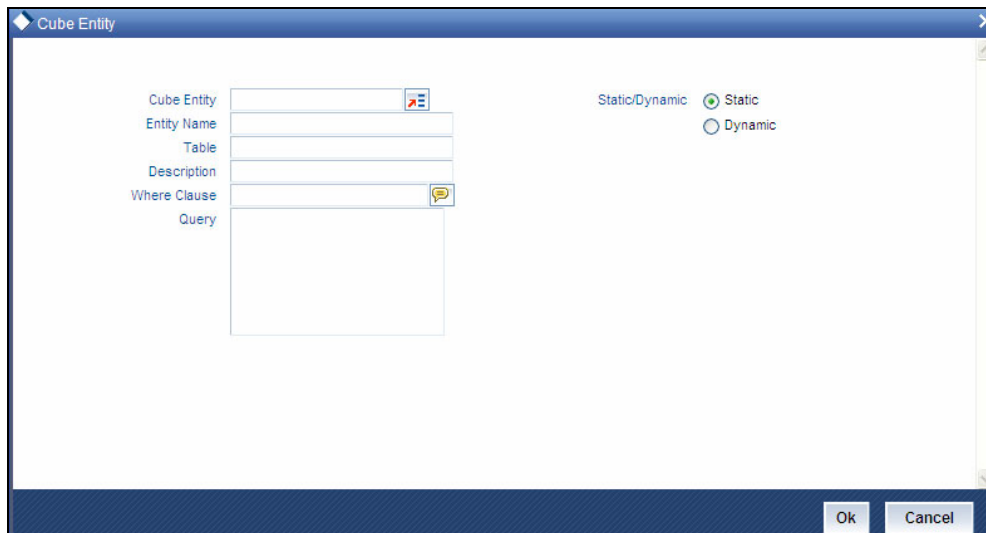 Cube Entity
Cube Entity
Entity Name
Table
Description
Where Clause
Query
Static/Dynamic
Static
Dynamic
Ok
Cancel